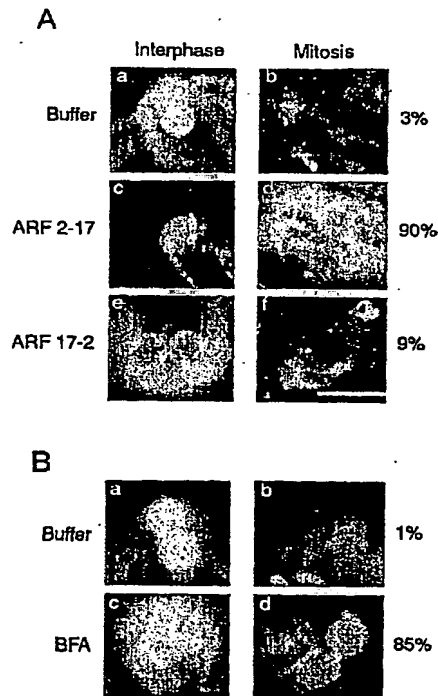 A
Interphase Mitosis
a b
Buffer 3%
c d
ARF 2-17 90%
e f
ARF 17-2 9%
B
a b
Buffer 1%
c d
BFA 85%